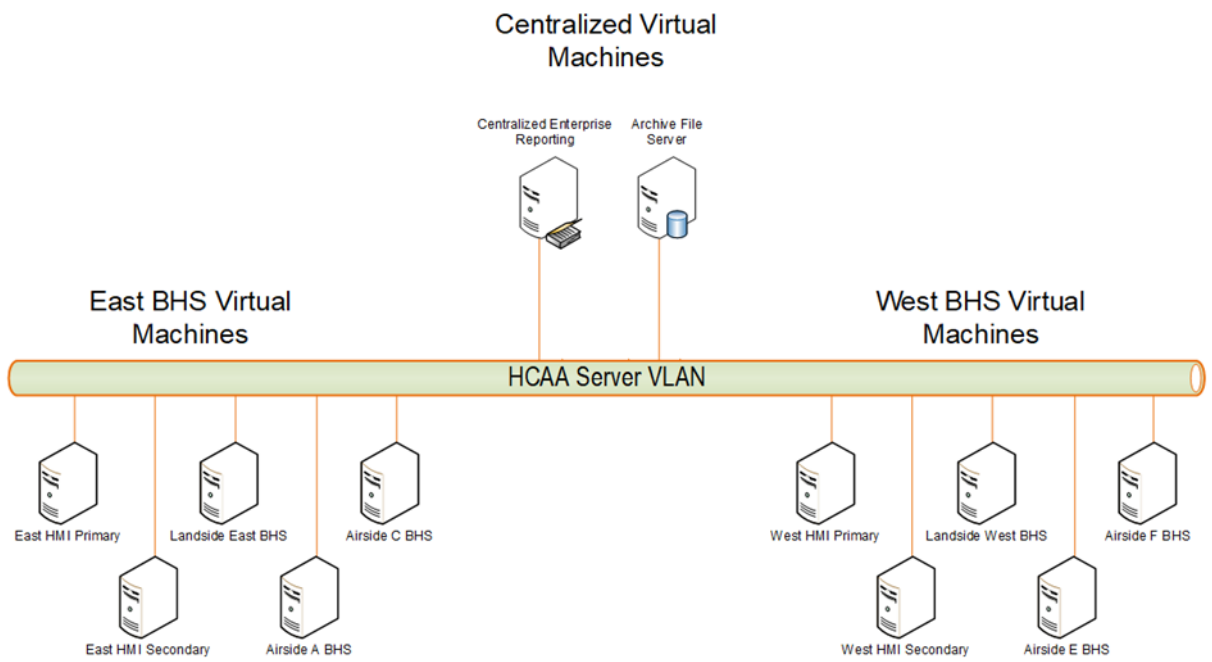 Centralized Virtual
Machines
Centralized Enterprise
Reporting
Archive File
Server
East BHS Virtual
Machines
West BHS Virtual
Machines
HCAA Server VLAN
East HMI Primary
Landside East BHS
Airside C BHS
West HMI Primary
Landside West BHS
Airside F BHS
East HMI Secondary
Airside A BHS
West HMI Secondary
Airside E BHS